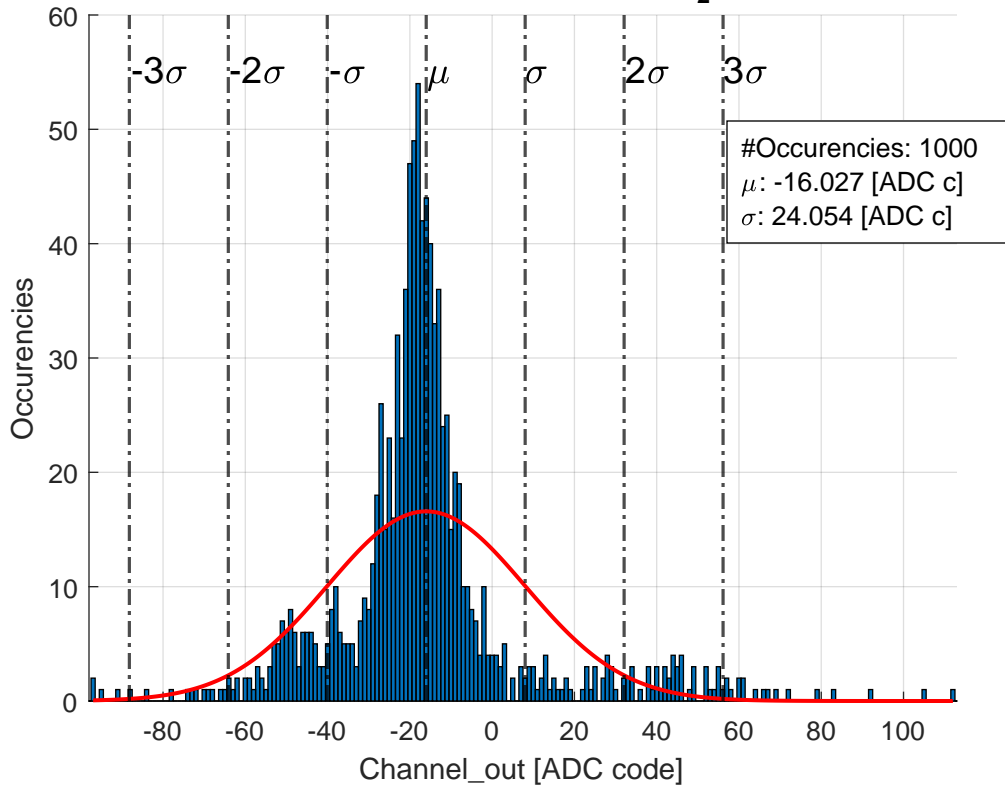 2
60
50
40
30
20
10
0
-3σ
-2σ
-σ
μ
σ
2σ
3σ
#Occurencies: 1000
μ: -16.027 [ADC c]
σ: 24.054 [ADC c]
Occurencies
-80
-60
-40
-20
0
20
40
60
80
100
Channel_out [ADC code]